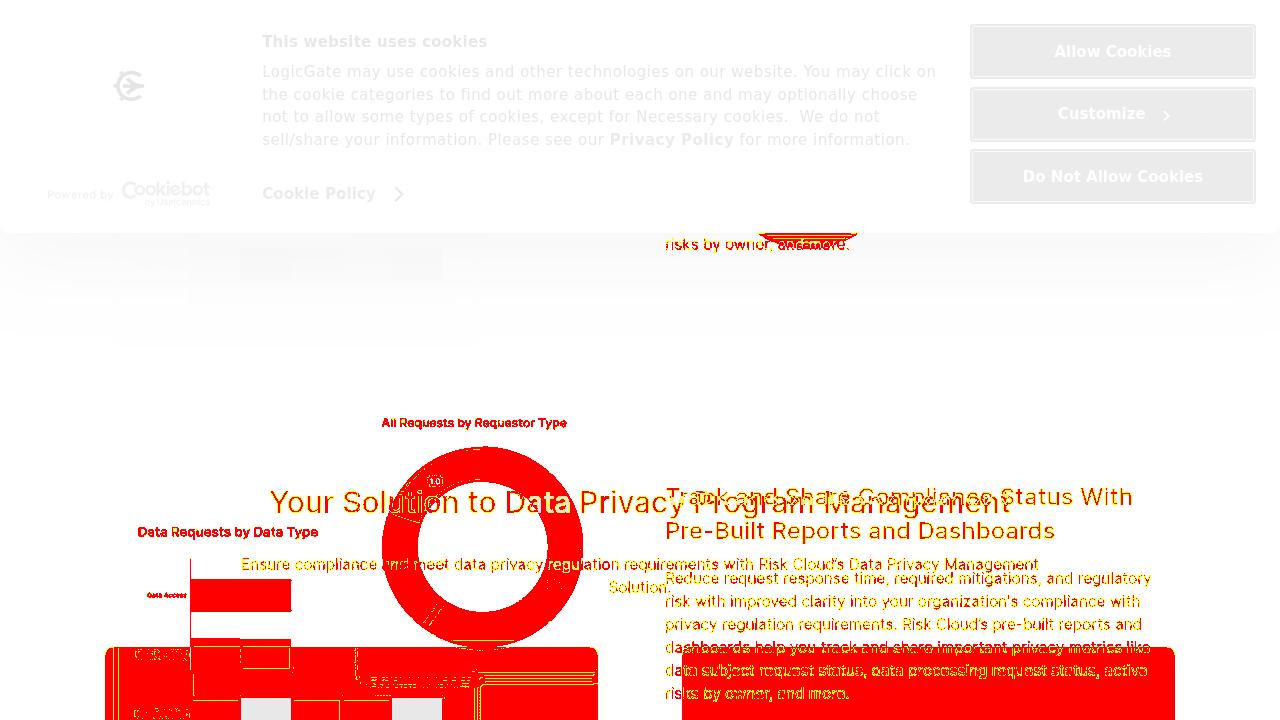 This website uses cookies
LogicGate may use cookies and other technologies on our website. You may click on
the cookie categories to find out more about each one and may optionally choose
not to allow some types of cookies, except for Necessary cookies.  We do not
sell/share your information. Please see our Privacy Policy for more information.
Cookie Policy
Powered by Cookiebot
by Usercentrics
Allow Cookies
Customize
Do Not Allow Cookies
risks by owner, and more.
All Requests by Requestor Type
1.0
Your Solution to Data Privacy Program Management
Track and Share Compliance Status With
Pre-Built Reports and Dashboards
Data Requests by Data Type
Ensure compliance and meet data privacy regulation requirements with Risk Cloud's Data Privacy Management
Solution.
Reduce request response time, required mitigations, and regulatory
risk with improved clarity into your organization's compliance with
privacy regulation requirements. Risk Cloud's pre-built reports and
dashboards help you track and share important privacy metrics like
data subject request status, data processing request status, active
risks by owner, and more.
Data Access